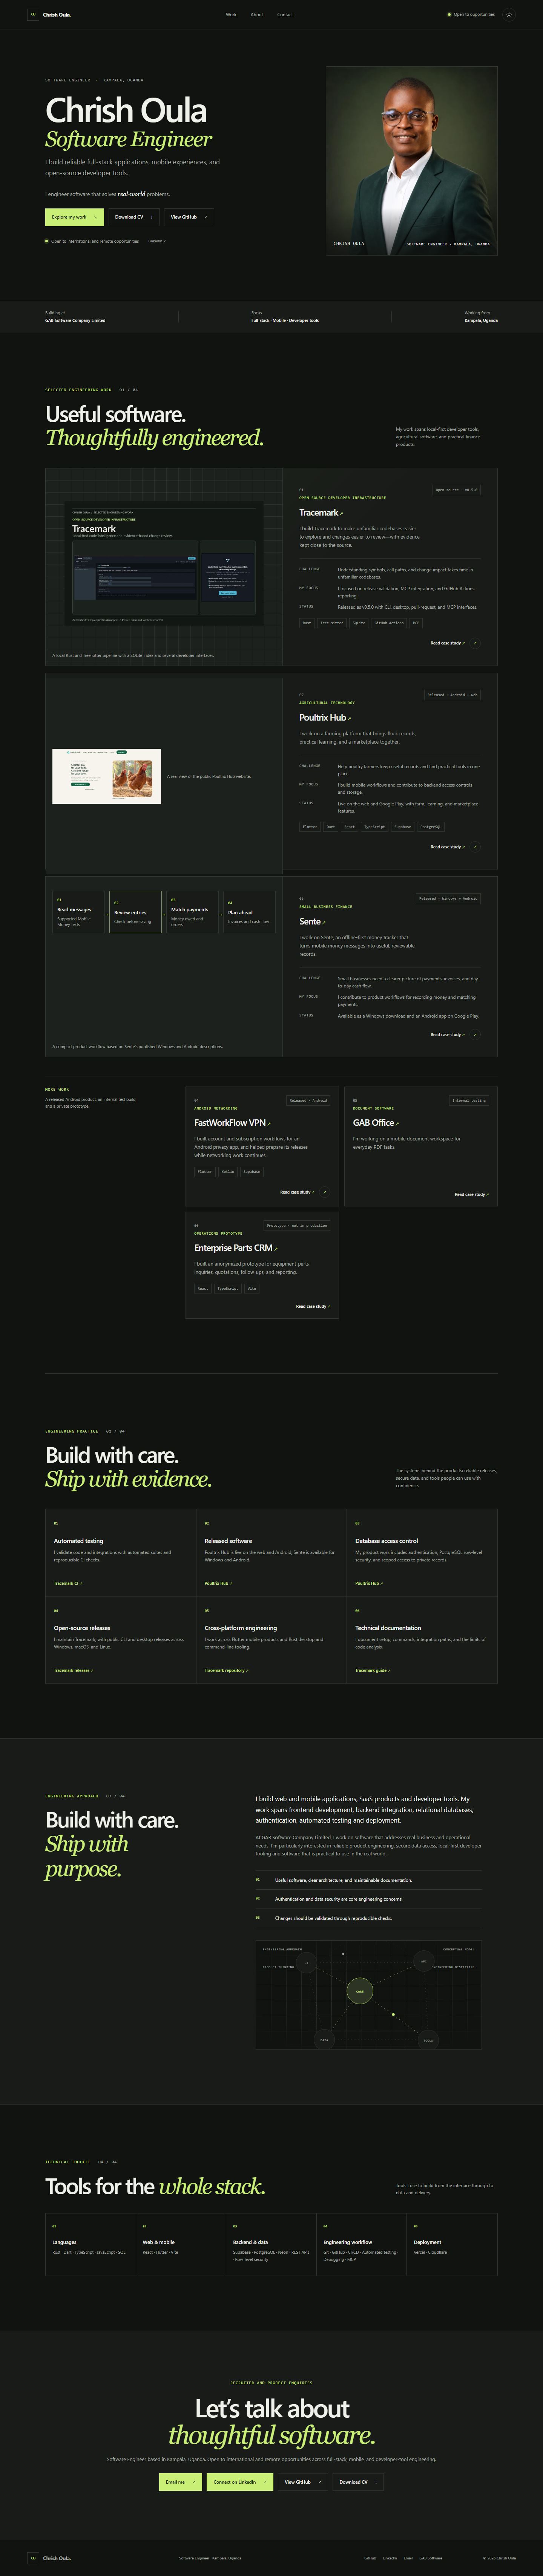 CO
Chrish Oula.
Work
About
Contact
Open to opportunities
SOFTWARE ENGINEER · KAMPALA, UGANDA
Chrish Oula
Software Engineer
I build reliable full-stack applications, mobile experiences, and
open-source developer tools.
I engineer software that solves real-world problems.
Explore my work ↘
Download CV ↓
View GitHub ↗
Open to international and remote opportunities
LinkedIn ↗
CHRISH OULA
SOFTWARE ENGINEER · KAMPALA, UGANDA
Building at
GAB Software Company Limited
Focus
Full-stack · Mobile · Developer tools
Working from
Kampala, Uganda
SELECTED ENGINEERING WORK 01 / 04
Useful software.
Thoughtfully engineered.
My work spans local-first developer tools,
agricultural software, and practical finance
products.
OPEN-SOURCE DEVELOPER INFRASTRUCTURE
Tracemark
A local Rust and Tree-sitter pipeline with a SQLite index and several developer interfaces.
01
Open source · v0.5.0
OPEN-SOURCE DEVELOPER INFRASTRUCTURE
Tracemark ↗
I build Tracemark to make unfamiliar codebases easier
to explore and changes easier to review—with evidence
kept close to the source.
CHALLENGE
Understanding symbols, call paths, and change impact takes time in
unfamiliar codebases.
MY FOCUS
I focused on release validation, MCP integration, and GitHub Actions
reporting.
STATUS
Released as v0.5.0 with CLI, desktop, pull-request, and MCP interfaces.
Rust
Tree-sitter
SQLite
GitHub Actions
MCP
Read case study ↗
↗
A real view of the public Poultrix Hub website.
02
Released · Android + web
AGRICULTURAL TECHNOLOGY
Poultrix Hub ↗
I work on a farming platform that brings flock records,
practical learning, and a marketplace together.
CHALLENGE
Help poultry farmers keep useful records and find practical tools in one
place.
MY FOCUS
I build mobile workflows and contribute to backend access controls
and storage.
STATUS
Live on the web and Google Play, with farm, learning, and marketplace
features.
Flutter
Dart
React
TypeScript
Supabase
PostgreSQL
Read case study ↗
↗
01
Read messages
Supported Mobile
Money texts
→
02
Review entries
Check before saving
→
03
Match payments
Money owed and
orders
→
04
Plan ahead
Invoices and cash flow
A compact product workflow based on Sente's published Windows and Android descriptions.
03
Released · Windows + Android
SMALL-BUSINESS FINANCE
Sente ↗
I work on Sente, an offline-first money tracker that
turns mobile money messages into useful, reviewable
records.
CHALLENGE
Small businesses need a clearer picture of payments, invoices, and day-
to-day cash flow.
MY FOCUS
I contribute to product workflows for recording money and matching
payments.
STATUS
Available as a Windows download and an Android app on Google Play.
Read case study ↗
↗
MORE WORK
A released Android product, an internal test build,
and a private prototype.
04
Released · Android
ANDROID NETWORKING
FastWorkFlow VPN ↗
I built account and subscription workflows for an
Android privacy app, and helped prepare its releases
while networking work continues.
Flutter
Kotlin
Supabase
Read case study ↗
↗
05
Internal testing
DOCUMENT SOFTWARE
GAB Office ↗
I'm working on a mobile document workspace for
everyday PDF tasks.
Read case study ↗
06
Prototype · not in production
OPERATIONS PROTOTYPE
Enterprise Parts CRM ↗
I built an anonymized prototype for equipment-parts
inquiries, quotations, follow-ups, and reporting.
React
TypeScript
Vite
Read case study ↗
ENGINEERING PRACTICE 02 / 04
Build with care.
Ship with evidence.
The systems behind the products: reliable releases,
secure data, and tools people can use with
confidence.
01
Automated testing
I validate code and integrations with automated suites and
reproducible CI checks.
Tracemark CI ↗
02
Released software
Poultrix Hub is live on the web and Android; Sente is available for
Windows and Android.
Poultrix Hub ↗
03
Database access control
My product work includes authentication, PostgreSQL row-level
security, and scoped access to private records.
Poultrix Hub ↗
04
Open-source releases
I maintain Tracemark, with public CLI and desktop releases across
Windows, macOS, and Linux.
Tracemark releases ↗
05
Cross-platform engineering
I work across Flutter mobile products and Rust desktop and
command-line tooling.
Tracemark repository ↗
06
Technical documentation
I document setup, commands, integration paths, and the limits of
code analysis.
Tracemark guide ↗
ENGINEERING APPROACH 03 / 04
Build with care.
Ship with
purpose.
I build web and mobile applications, SaaS products and developer tools. My
work spans frontend development, backend integration, relational databases,
authentication, automated testing and deployment.
At GAB Software Company Limited, I work on software that addresses real business and operational
needs. I'm particularly interested in reliable product engineering, secure data access, local-first developer
tooling and software that is practical to use in the real world.
01
Useful software, clear architecture, and maintainable documentation.
02
Authentication and data security are core engineering concerns.
03
Changes should be validated through reproducible checks.
ENGINEERING APPROACH
CONCEPTUAL MODEL
PRODUCT THINKING
ENGINEERING DISCIPLINE
UI
API
CORE
DATA
TOOLS
TECHNICAL TOOLKIT 04 / 04
Tools for the whole stack.
Tools I use to build from the interface through to
data and delivery.
01
Languages
Rust · Dart · TypeScript · JavaScript · SQL
02
Web & mobile
React · Flutter · Vite
03
Backend & data
Supabase · PostgreSQL · Neon · REST APIs
· Row-level security
04
Engineering workflow
Git · GitHub · CI/CD · Automated testing ·
Debugging · MCP
05
Deployment
Vercel · Cloudflare
RECRUITER AND PROJECT ENQUIRIES
Let's talk about
thoughtful software.
Software Engineer based in Kampala, Uganda. Open to international and remote opportunities across full-stack, mobile, and developer-tool engineering.
Email me ↗
Connect on LinkedIn ↗
View GitHub ↗
Download CV ↓
CO
Chrish Oula.
Software Engineer · Kampala, Uganda
GitHub
LinkedIn
Email
GAB Software
© 2026 Chrish Oula